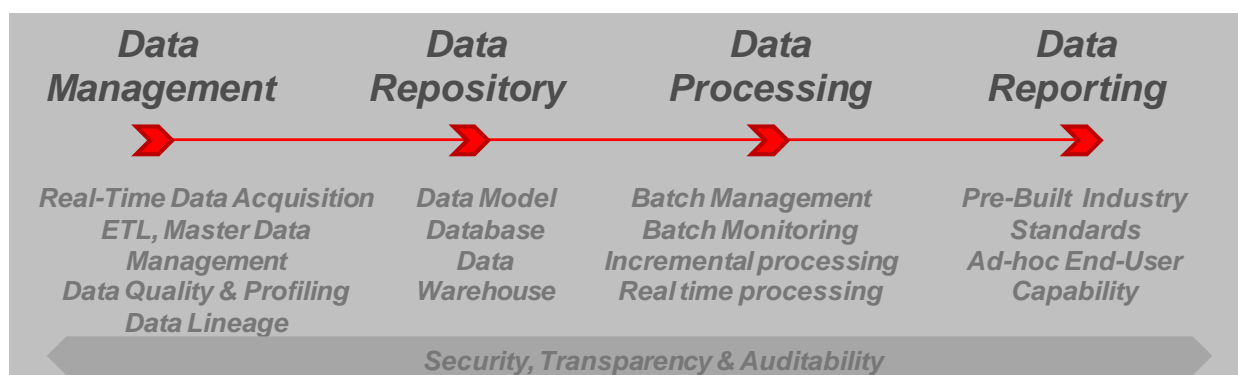 Data
Management
Data
Repository
Data
Processing
Data
Reporting
Real-Time Data Acquisition
ETL, Master Data
Management
Data Quality & Profiling
Data Lineage
Data Model
Database
Data
Warehouse
Batch Management
Batch Monitoring
Incremental processing
Real time processing
Pre-Built Industry
Standards
Ad-hoc End-User
Capability
Security, Transparency & Auditability